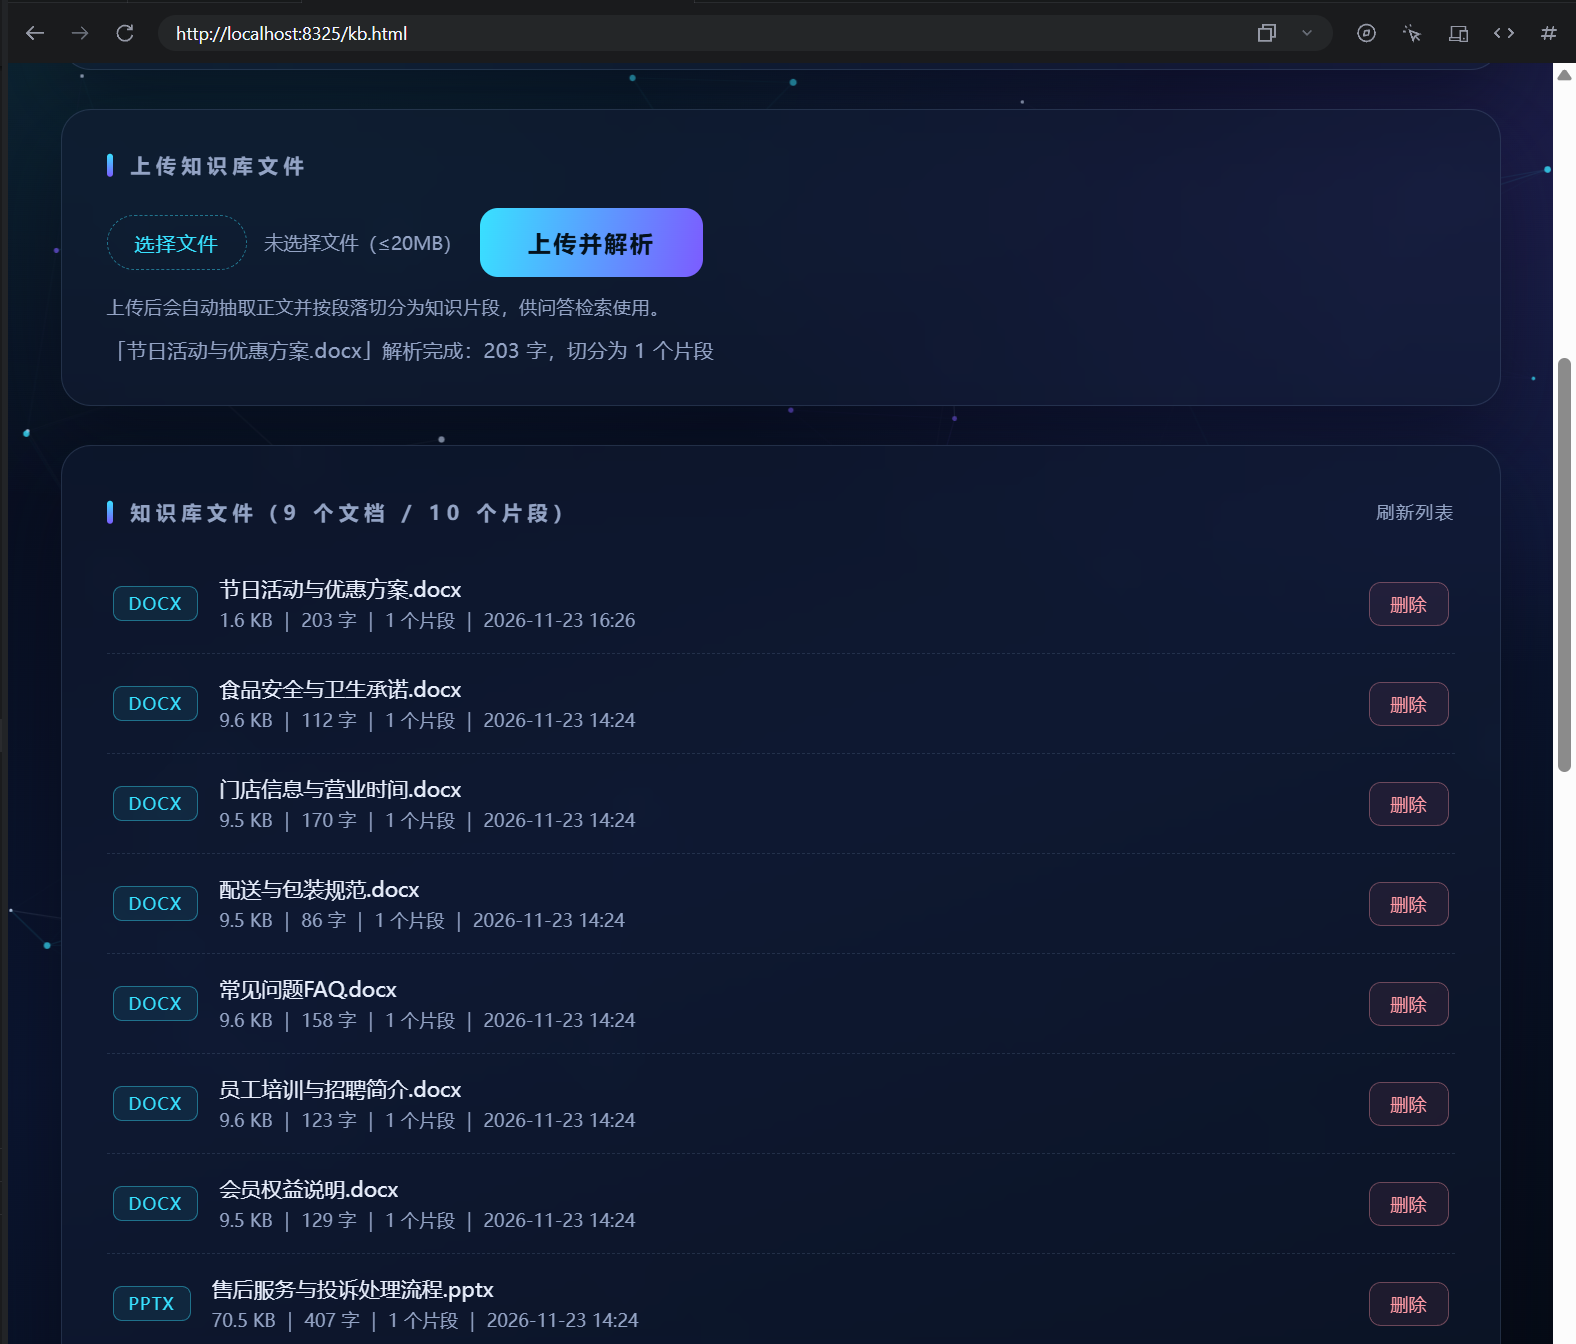 http://localhost:8325/kb.html
上传知识库文件
选择文件 未选择文件（≤20MB） 上传并解析
上传后会自动抽取正文并按段落切分为知识片段，供问答检索使用。
「节日活动与优惠方案.docx」解析完成：203 字，切分为 1 个片段
知识库文件（9 个文档 / 10 个片段） 刷新列表
DOCX 节日活动与优惠方案.docx 删除
1.6 KB | 203 字 | 1 个片段 | 2026-11-23 16:26
DOCX 食品安全与卫生承诺.docx 删除
9.6 KB | 112 字 | 1 个片段 | 2026-11-23 14:24
DOCX 门店信息与营业时间.docx 删除
9.5 KB | 170 字 | 1 个片段 | 2026-11-23 14:24
DOCX 配送与包装规范.docx 删除
9.5 KB | 86 字 | 1 个片段 | 2026-11-23 14:24
DOCX 常见问题FAQ.docx 删除
9.6 KB | 158 字 | 1 个片段 | 2026-11-23 14:24
DOCX 员工培训与招聘简介.docx 删除
9.6 KB | 123 字 | 1 个片段 | 2026-11-23 14:24
DOCX 会员权益说明.docx 删除
9.5 KB | 129 字 | 1 个片段 | 2026-11-23 14:24
PPTX 售后服务与投诉处理流程.pptx 删除
70.5 KB | 407 字 | 1 个片段 | 2026-11-23 14:24